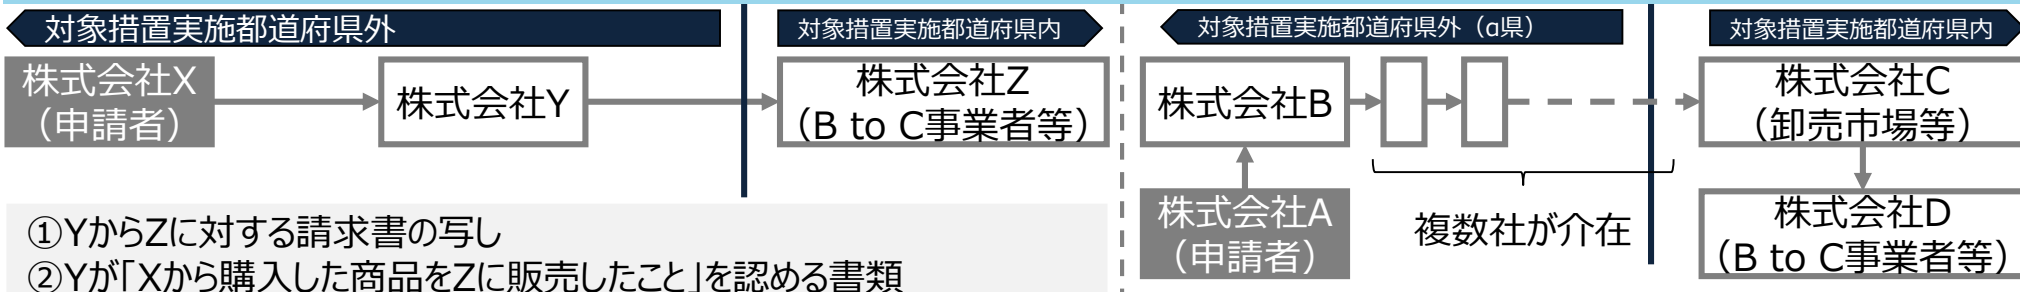 対象措置実施都道府県外
対象措置実施都道府県内
株式会社X
（申請者）
株式会社Y
株式会社Z
（B to C事業者等）
①YからZに対する請求書の写し
②Yが「Xから購入した商品をZに販売したこと」を認める書類
対象措置実施都道府県外（α県）
対象措置実施都道府県内
株式会社B
株式会社C
（卸売市場等）
株式会社A
（申請者）
複数社が介在
株式会社D
（B to C事業者等）